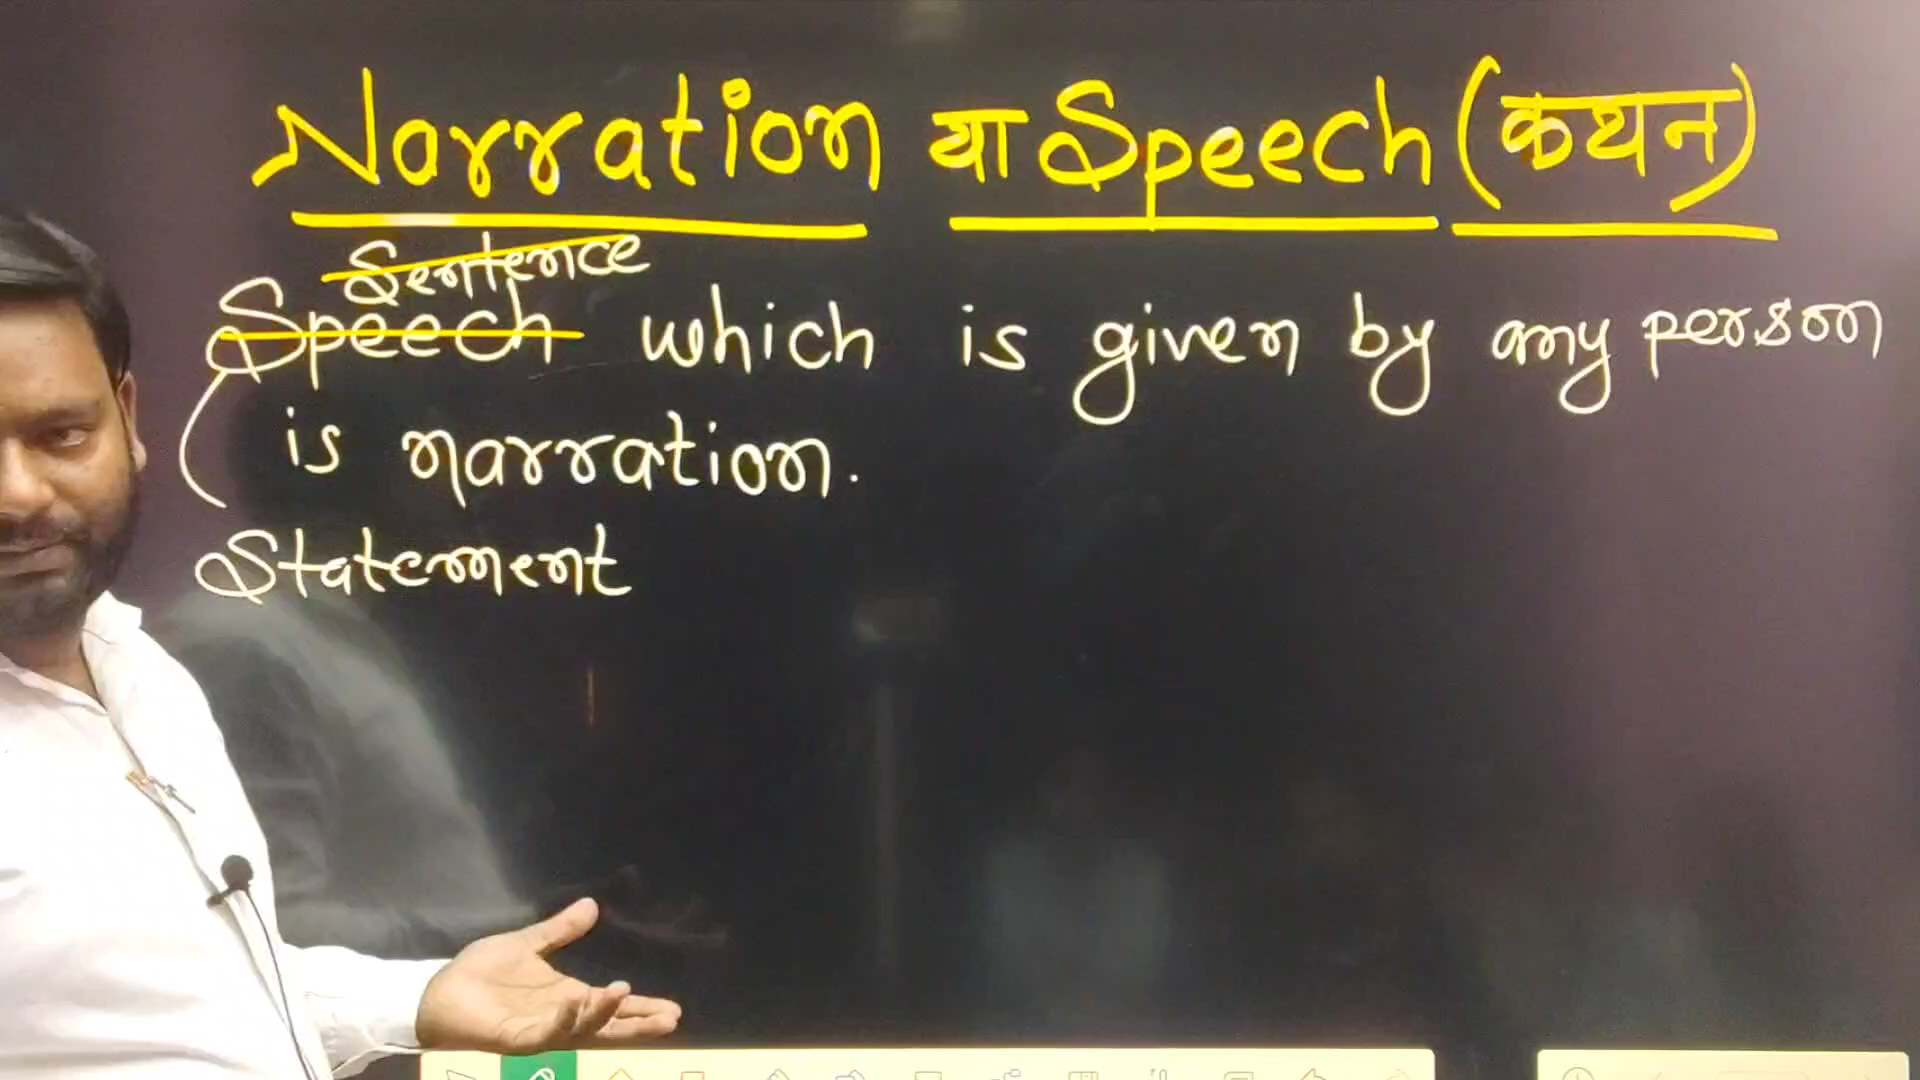 Narration या Speech (कथन)
Sentence
Speech which is given by any person
is narration.
Statement